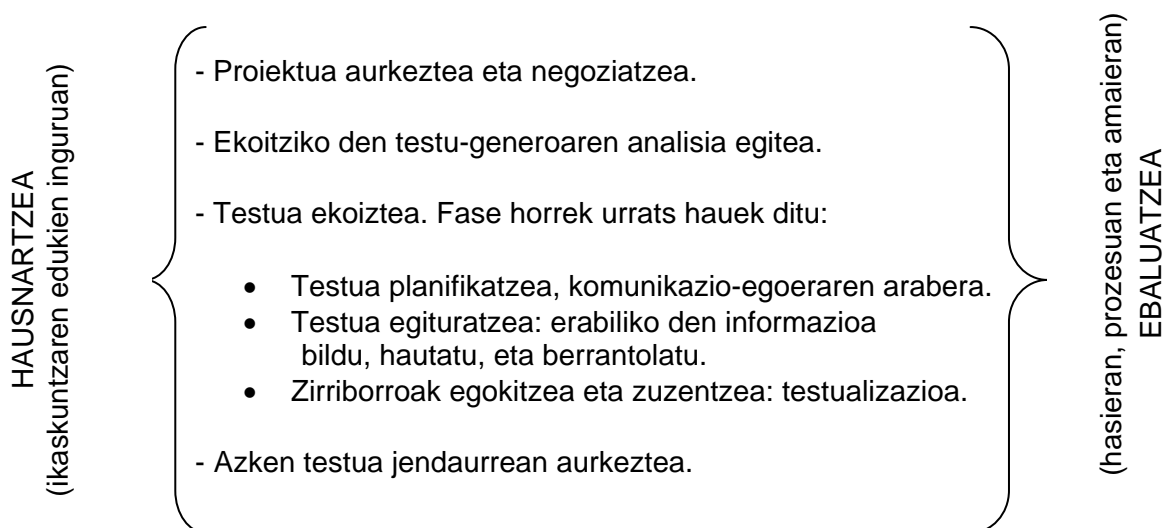 HAUSNARTZEA
(ikaskuntzaren edukien inguruan)
- Proiektua aurkeztea eta negoziatzea.
- Ekoitziko den testu-generoaren analisia egitea.
- Testua ekoiztea. Fase horrek urrats hauek ditu:
• Testua planifikatzea, komunikazio-egoeraren arabera.
• Testua egituratzea: erabiliko den informazioa
bildu, hautatu, eta berrantolatu.
• Zirriborroak egokitzea eta zuzentzea: testualizazioa.
- Azken testua jendaurrean aurkeztea.
(hasieran, prozesuan eta amaieran)
EBALUATZEA